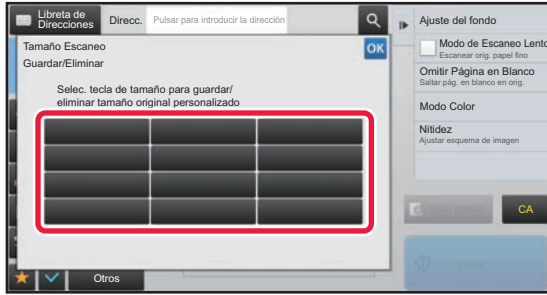 Libreta de
Direcciones
Direcc.
Pulsar para introducir la dirección
Tamaño Escaneo
OK
Guardar/Eliminar
Selec. tecla de tamaño para guardar/
eliminar tamaño original personalizado
Otros
Ajuste del fondo
Modo de Escaneo Lento
Escanear orig. papel fino
Omitir Página en Blanco
Saltar pág. en blanco en orig.
Modo Color
Nitidez
Ajustar esquema de imagen
CA